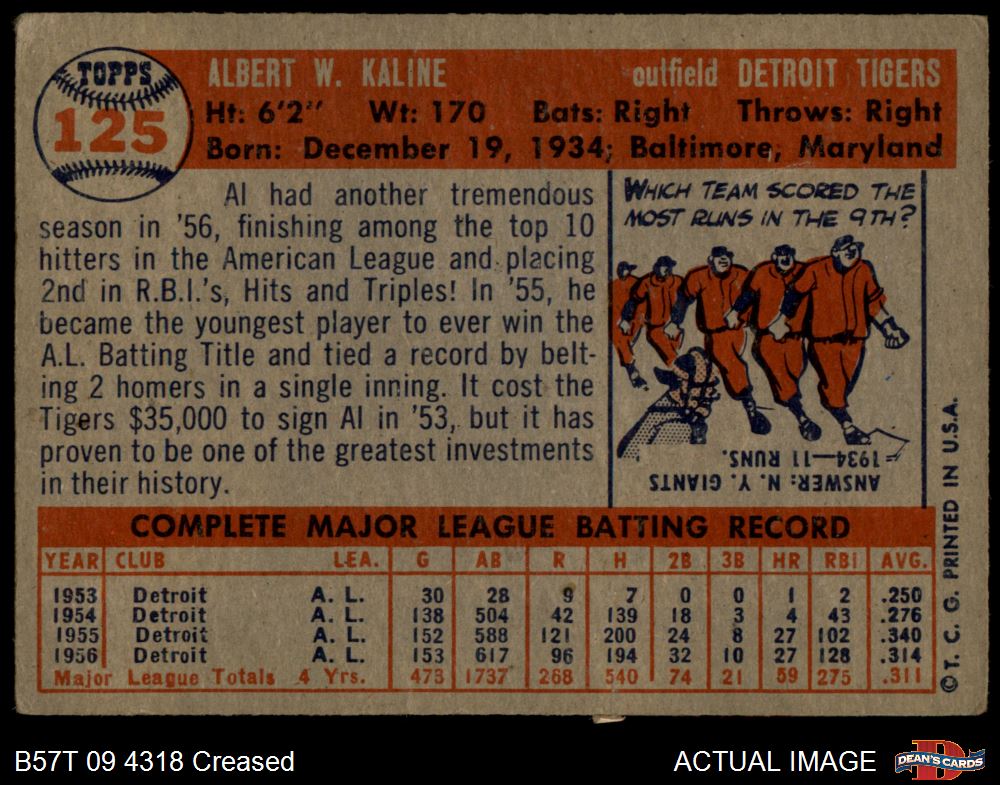 TOPPS
125
ALBERT W. KALINE outfield DETROIT TIGERS
Ht: 6'2" Wt: 170 Bats: Right Throws: Right
Born: December 19, 1934; Baltimore, Maryland
Al had another tremendous
season in '56, finishing among the top 10
hitters in the American League and placing
2nd in R.B.I.'s, Hits and Triples! In '55, he
became the youngest player to ever win the
A.L. Batting Title and tied a record by belt-
ing 2 homers in a single inning. It cost the
Tigers $35,000 to sign Al in '53, but it has
proven to be one of the greatest investments
in their history.
WHICH TEAM SCORED THE
MOST RUNS IN THE 9TH?
ANSWER: N. Y. GIANTS
=1934—11 RUNS.
COMPLETE MAJOR LEAGUE BATTING RECORD
YEAR CLUB LEA. G AB R H 2B 3B HR RBI AVG.
1953 Detroit A. L. 30 28 9 7 0 0 1 2 .250
1954 Detroit A. L. 138 504 42 139 18 3 4 43 .276
1955 Detroit A. L. 152 588 121 200 24 8 27 102 .340
1956 Detroit A. L. 153 617 96 194 32 10 27 128 .314
Major League Totals 4 Yrs. 473 1737 268 540 74 21 59 275 .311
©T. C. G. PRINTED IN U.S.A.
B57T 09 4318 Creased
ACTUAL IMAGE
D
DEAN'S CARDS